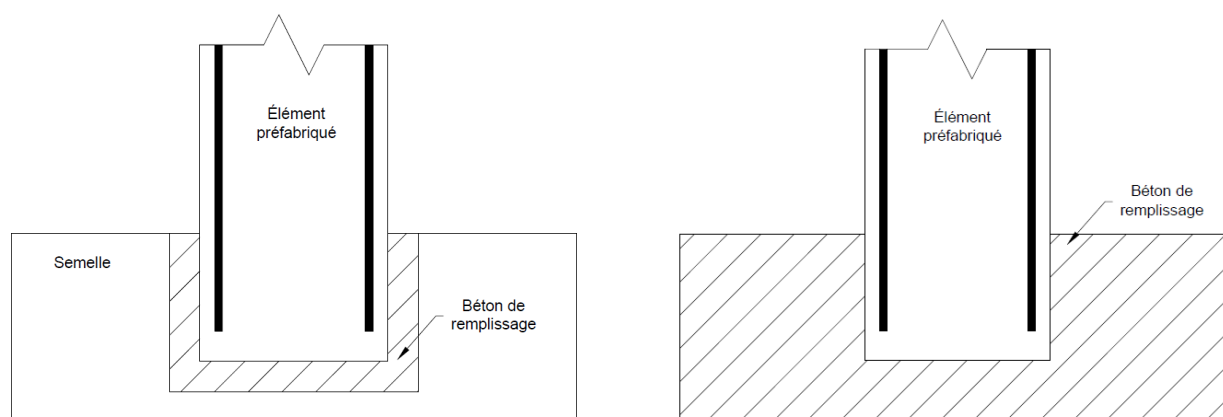 Élément
préfabriqué
Semelle
Béton de
remplissage
Élément
préfabriqué
Béton de
remplissage